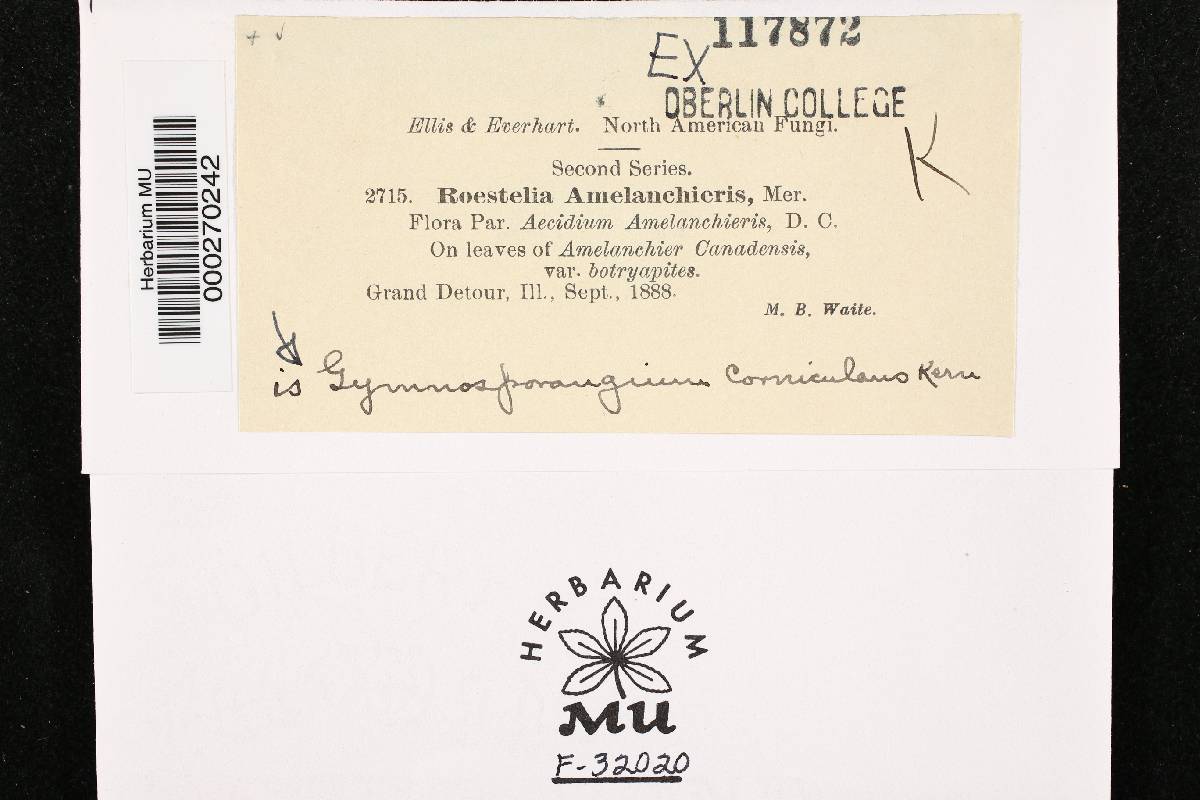 117872
EX
OBERLIN COLLEGE
K
Ellis & Everhart. North American Fungi.
Second Series.
2715. Roestelia Amelanchieris, Mer.
Flora Par. Aecidium Amelanchieris, D. C.
On leaves of Amelanchier Canadensis,
var. botryapites.
Grand Detour, Ill., Sept., 1888.
M. B. Waite.
is Gymnosporangium corniculans Kern
Herbarium MU
000270242
HERBARIUM
MU
F-32020